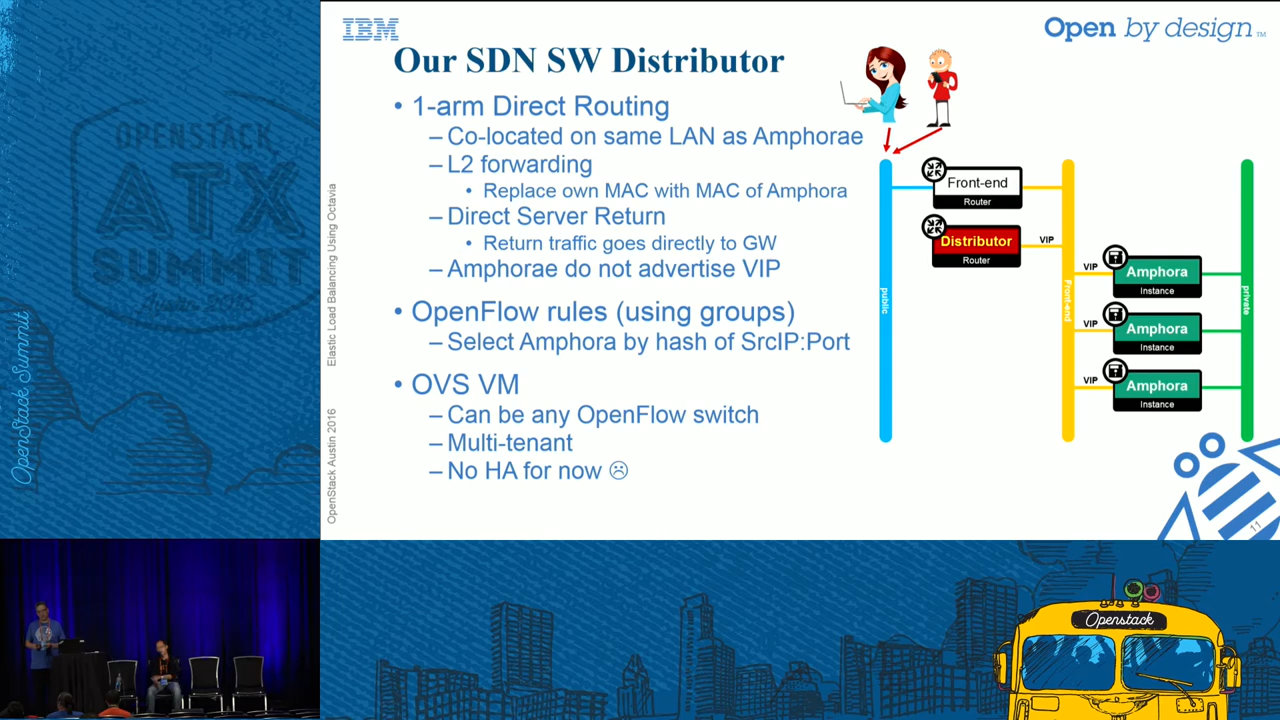 IBM
Open by design™
Our SDN SW Distributor
• 1-arm Direct Routing
– Co-located on same LAN as Amphorae
– L2 forwarding
• Replace own MAC with MAC of Amphora
– Direct Server Return
• Return traffic goes directly to GW
– Amphorae do not advertise VIP
• OpenFlow rules (using groups)
– Select Amphora by hash of SrcIP:Port
• OVS VM
– Can be any OpenFlow switch
– Multi-tenant
– No HA for now ☹
Front-end
Router
Distributor
Router
VIP
VIP
Amphora
Instance
VIP
Amphora
Instance
VIP
Amphora
Instance
public
Front-end
private
11
Elastic Load Balancing Using Octavia
OpenStack Austin 2016
OPENSTACK
ATX
SUMMIT
OpenStack Summit
Openstack